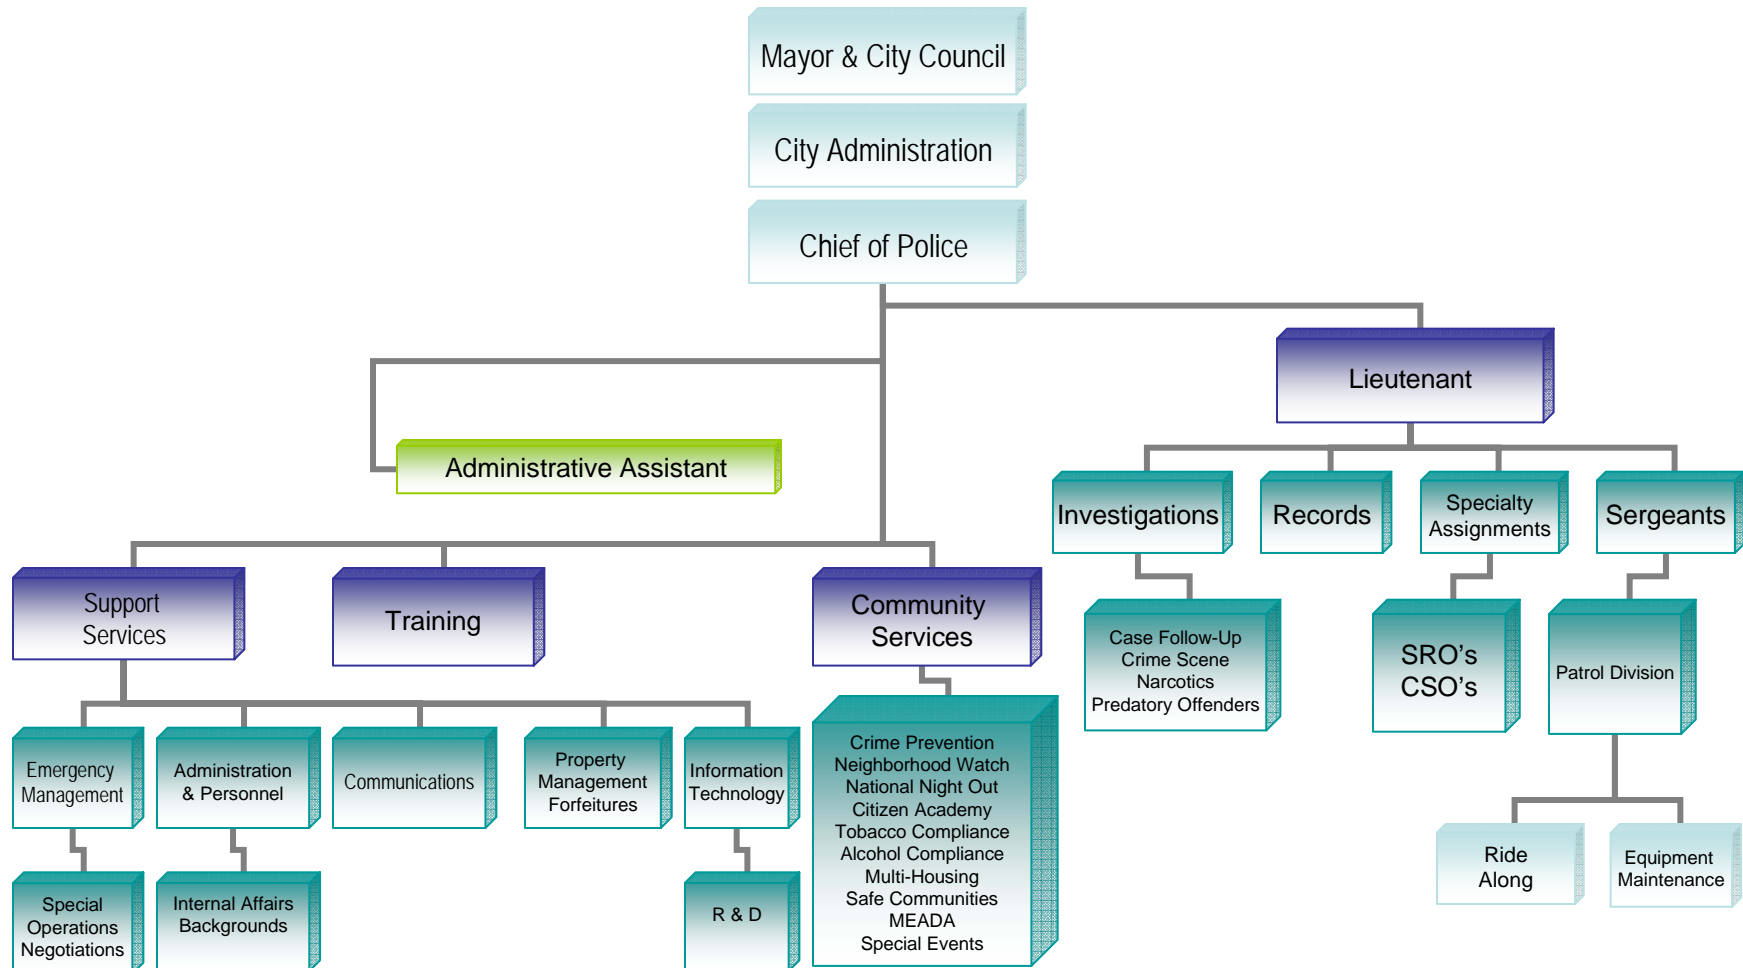 Mayor & City Council
City Administration
Chief of Police
Lieutenant
Administrative Assistant
Investigations
Records
Specialty
Assignments
Sergeants
Support
Services
Training
Community
Services
Case Follow-Up
Crime Scene
Narcotics
Predatory Offenders
SRO's
CSO's
Patrol Division
Emergency
Management
Administration
& Personnel
Communications
Property
Management
Forfeitures
Information
Technology
Crime Prevention
Neighborhood Watch
National Night Out
Citizen Academy
Tobacco Compliance
Alcohol Compliance
Multi-Housing
Safe Communities
MEADA
Special Events
Ride
Along
Equipment
Maintenance
Special
Operations
Negotiations
Internal Affairs
Backgrounds
R & D